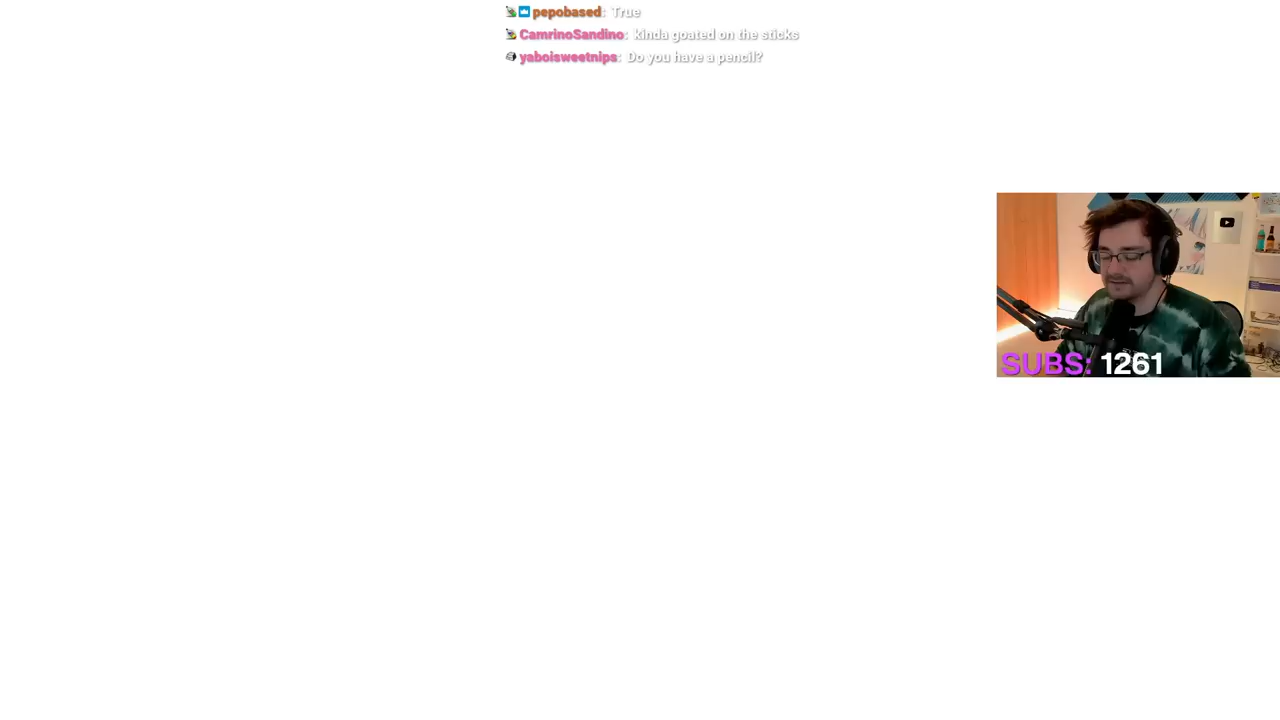 pepobased: True
CamrinoSandino: kinda goated on the sticks
yaboisweetnips: Do you have a pencil?
SUBS: 1261